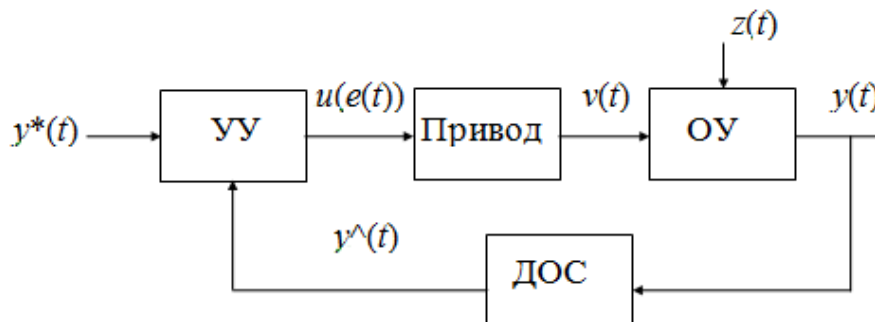 z(t)
u(e(t))
v(t)
y(t)
y*(t)
УУ
Привод
ОУ
y^(t)
ДОС